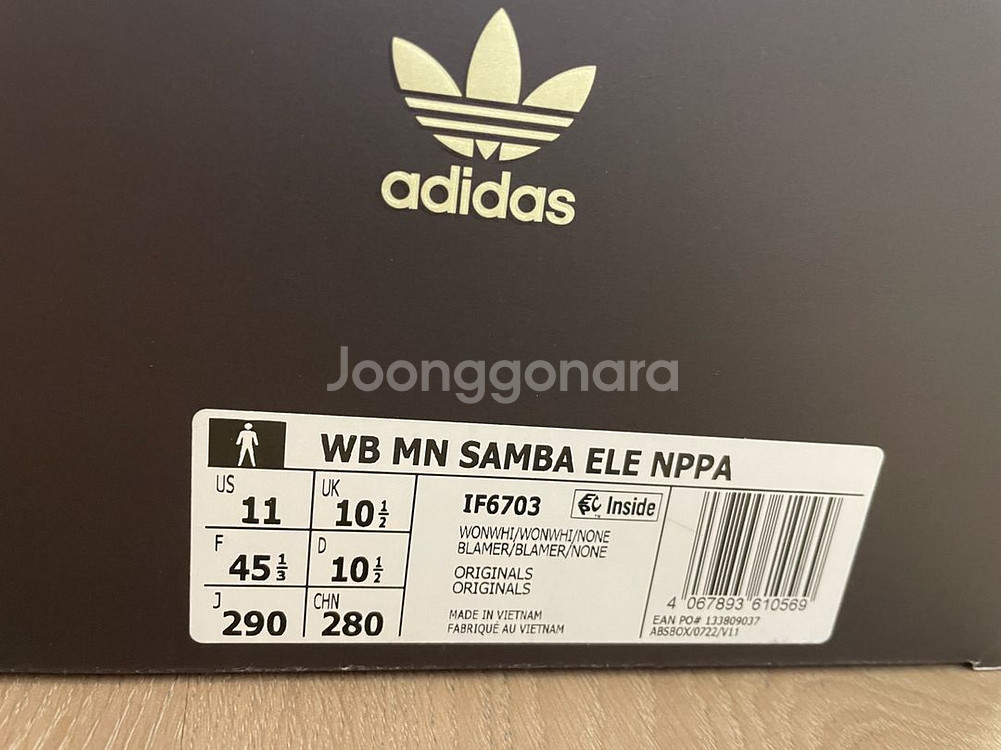 adidas
Joonggonara
WB MN SAMBA ELE NPPA
US 11
UK 10 1/2
F 45 1/3
D 10 1/2
J 290
CHN 280
IF6703
EC Inside
TM
WONWHI/WONWHI/NONE
BLAMER/BLAMER/NONE
ORIGINALS
ORIGINALS
MADE IN VIETNAM
FABRIQUÉ AU VIETNAM
4 067893 610569
EAN PO# 133809037
ABSBOX/0722/V11